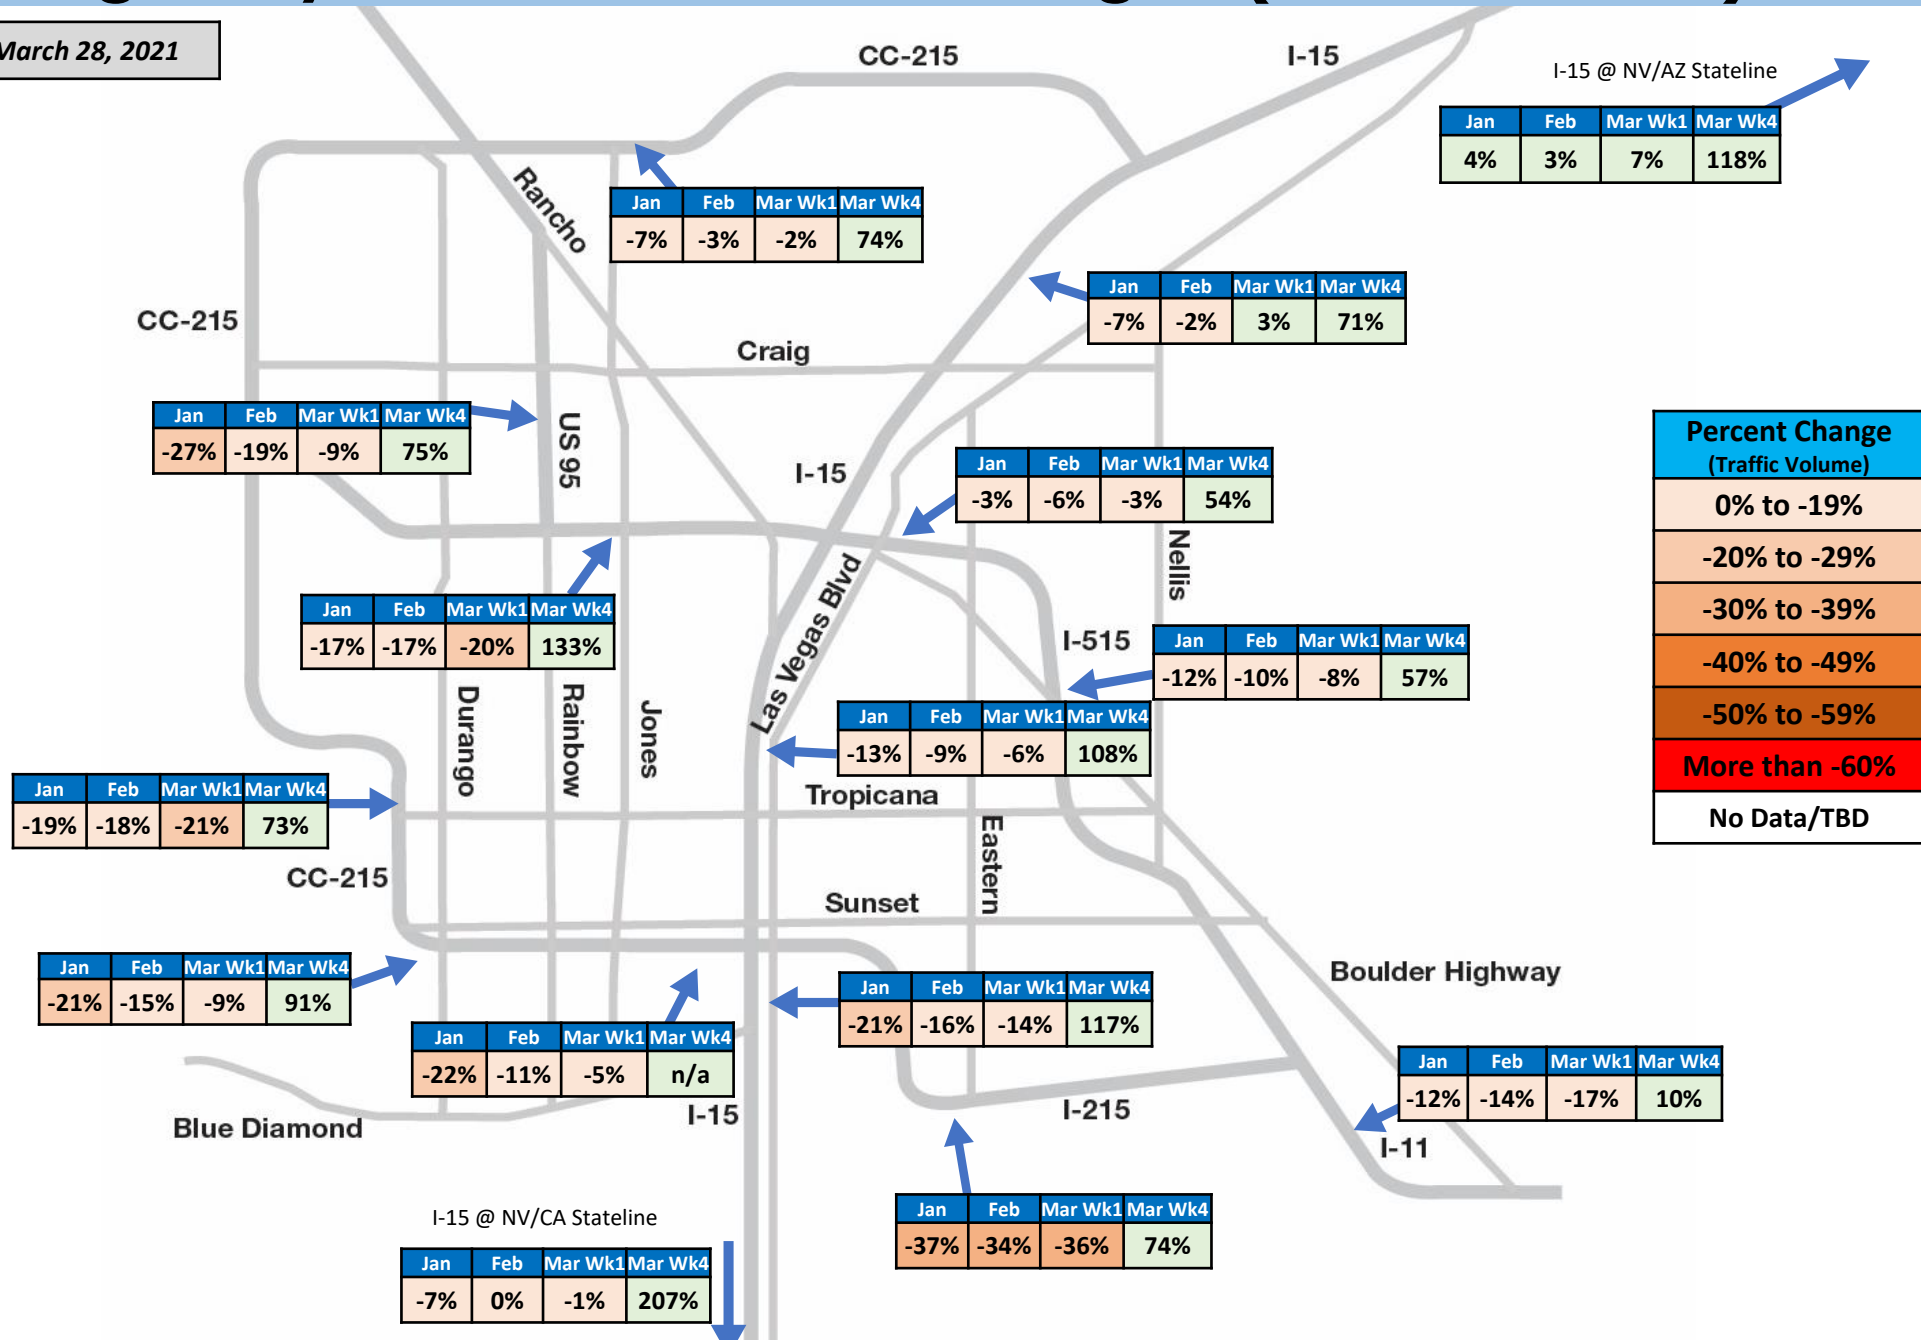 March 28, 2021
CC-215
I-15
I-15 @ NV/AZ Stateline
Jan Feb Mar Wk1 Mar Wk4
4% 3% 7% 118%
Rancho
Jan Feb Mar Wk1 Mar Wk4
-7% -3% -2% 74%
Jan Feb Mar Wk1 Mar Wk4
-7% -2% 3% 71%
CC-215
Craig
Jan Feb Mar Wk1 Mar Wk4
-27% -19% -9% 75%
US 95
I-15
Jan Feb Mar Wk1 Mar Wk4
-3% -6% -3% 54%
Percent Change
(Traffic Volume)
0% to -19%
-20% to -29%
-30% to -39%
-40% to -49%
-50% to -59%
More than -60%
No Data/TBD
Nellis
Las Vegas Blvd
Jan Feb Mar Wk1 Mar Wk4
-17% -17% -20% 133%
I-515
Jan Feb Mar Wk1 Mar Wk4
-12% -10% -8% 57%
Durango
Rainbow
Jones
Jan Feb Mar Wk1 Mar Wk4
-13% -9% -6% 108%
Jan Feb Mar Wk1 Mar Wk4
-19% -18% -21% 73%
Tropicana
Eastern
CC-215
Sunset
Jan Feb Mar Wk1 Mar Wk4
-21% -15% -9% 91%
Boulder Highway
Jan Feb Mar Wk1 Mar Wk4
-21% -16% -14% 117%
Jan Feb Mar Wk1 Mar Wk4
-22% -11% -5% n/a
Jan Feb Mar Wk1 Mar Wk4
-12% -14% -17% 10%
Blue Diamond
I-15
I-215
I-11
I-15 @ NV/CA Stateline
Jan Feb Mar Wk1 Mar Wk4
-37% -34% -36% 74%
Jan Feb Mar Wk1 Mar Wk4
-7% 0% -1% 207%